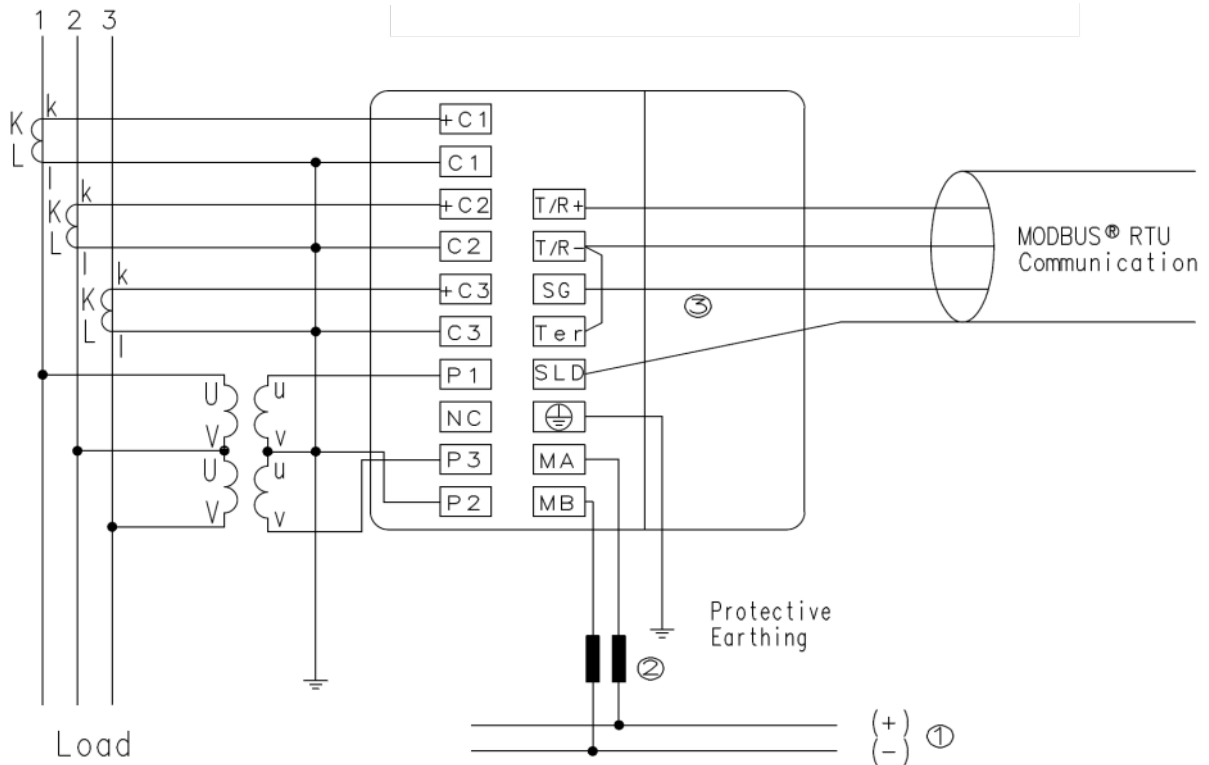 1 2 3
K k
L l
K k
L l
K k
L l
U u
V v
U u
V v
+C1
C1
+C2
C2
+C3
C3
P1
NC
P3
P2
T/R+
T/R-
SG
Ter
SLD
MA
MB
③
MODBUS® RTU
Communication
Protective
Earthing
②
(+)
(-)
①
Load